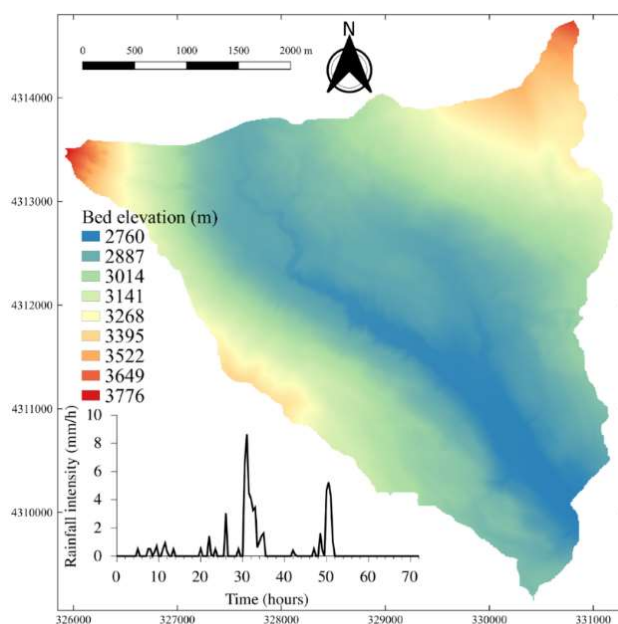 N
0 500 1000 1500 2000 m
4314000
4313000
4312000
4311000
4310000
Bed elevation (m)
2760
2887
3014
3141
3268
3395
3522
3649
3776
Rainfall intensity (mm/h)
10
8
6
4
2
0
0 10 20 30 40 50 60 70
Time (hours)
326000 327000 328000 329000 330000 331000